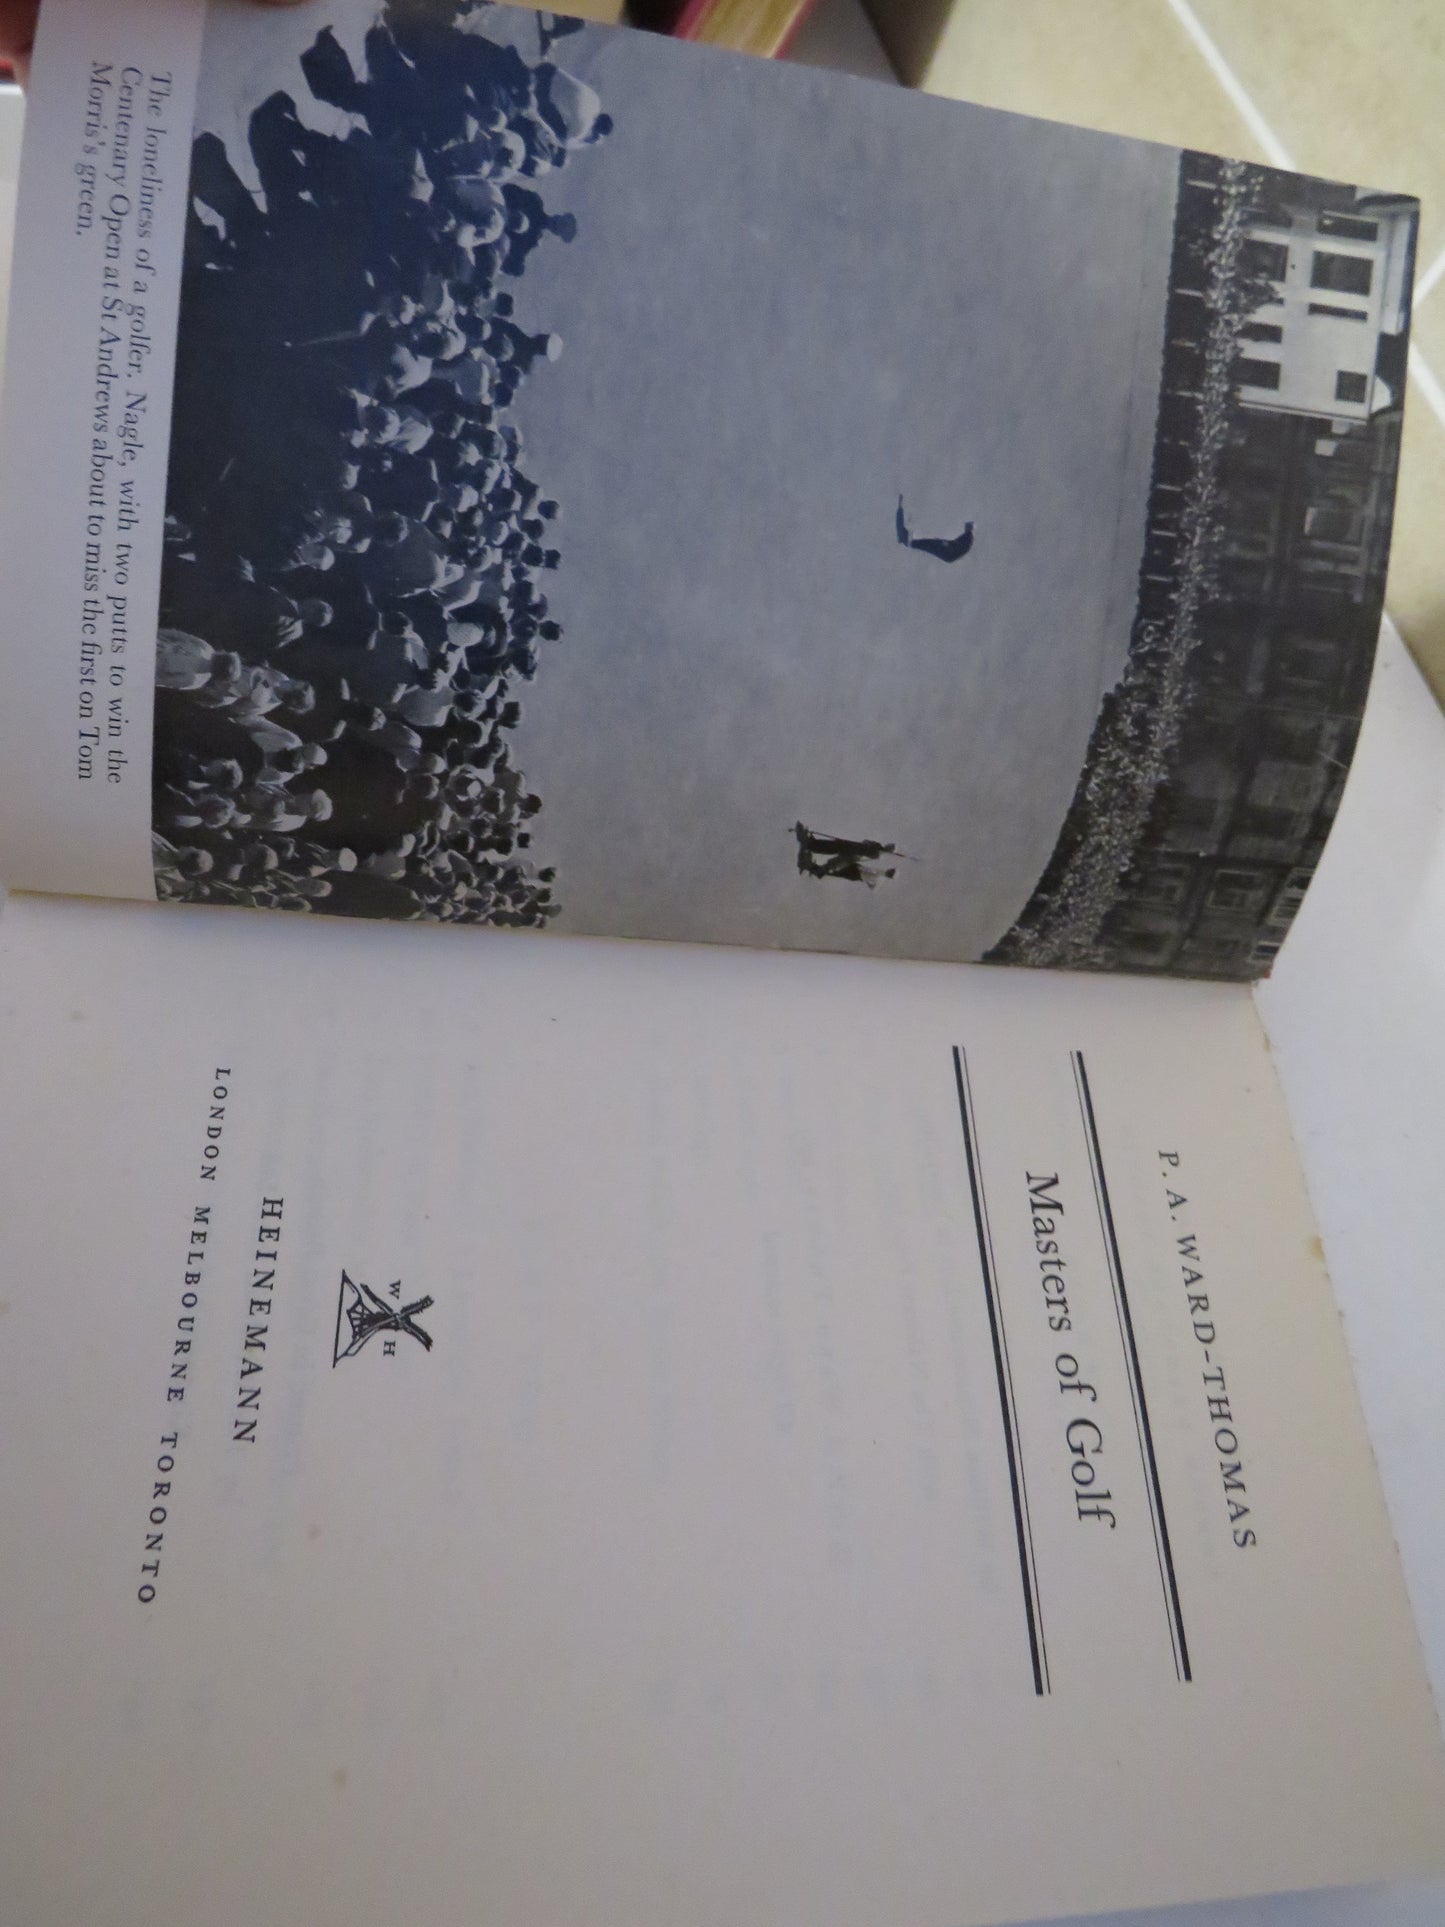 The loneliness of a golfer. Nagle, with two putts to win the
Centenary Open at St Andrews about to miss the first on Tom
Morris's green.
P. A. WARD-THOMAS
Masters of Golf
W H
HEINEMANN
LONDON MELBOURNE TORONTO